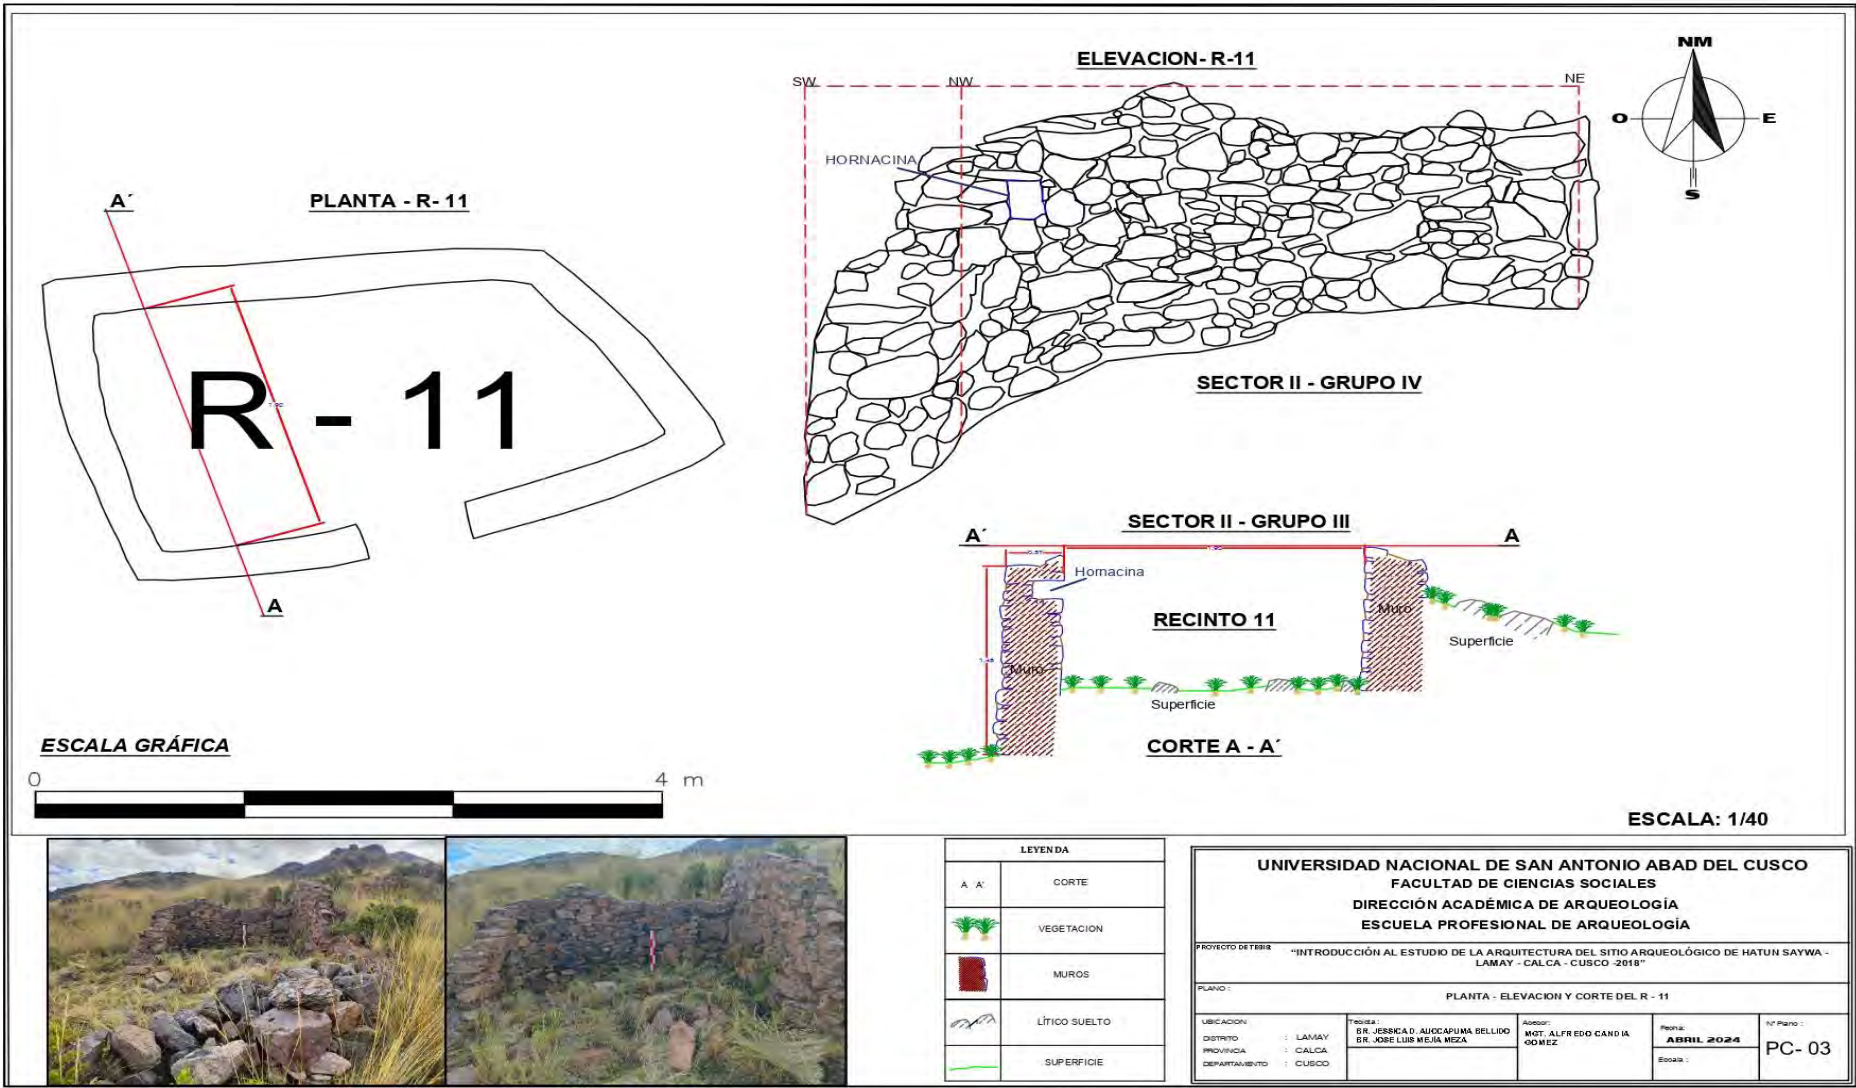 ELEVACION- R-11
NM
SW
NW
NE
O
E
S
HORNACINA
A´
PLANTA - R- 11
R - 11
A
SECTOR II - GRUPO IV
SECTOR II - GRUPO III
A´
A
Hornacina
RECINTO 11
Muro
Muro
Superficie
Superficie
CORTE A - A´
ESCALA GRÁFICA
0
4 m
ESCALA: 1/40
LEYENDA
A A'
CORTE
VEGETACION
MUROS
LÍTICO SUELTO
SUPERFICIE
UNIVERSIDAD NACIONAL DE SAN ANTONIO ABAD DEL CUSCO
FACULTAD DE CIENCIAS SOCIALES
DIRECCIÓN ACADÉMICA DE ARQUEOLOGÍA
ESCUELA PROFESIONAL DE ARQUEOLOGÍA
PROYECTO DE TESIS:
“INTRODUCCIÓN AL ESTUDIO DE LA ARQUITECTURA DEL SITIO ARQUEOLÓGICO DE HATUN SAYWA -
LAMAY - CALCA - CUSCO -2018”
PLANO :
PLANTA - ELEVACION Y CORTE DEL R - 11
UBICACION
DISTRITO : LAMAY
PROVINCIA : CALCA
DEPARTAMENTO : CUSCO
Tesista :
BR. JESSICA D. AUCCAPUMA BELLIDO
BR. JOSE LUIS MEJÍA MEZA
Asesor:
MGT. ALFREDO CANDIA
GOMEZ
Fecha:
ABRIL 2024
Escala :
N° Plano :
PC- 03